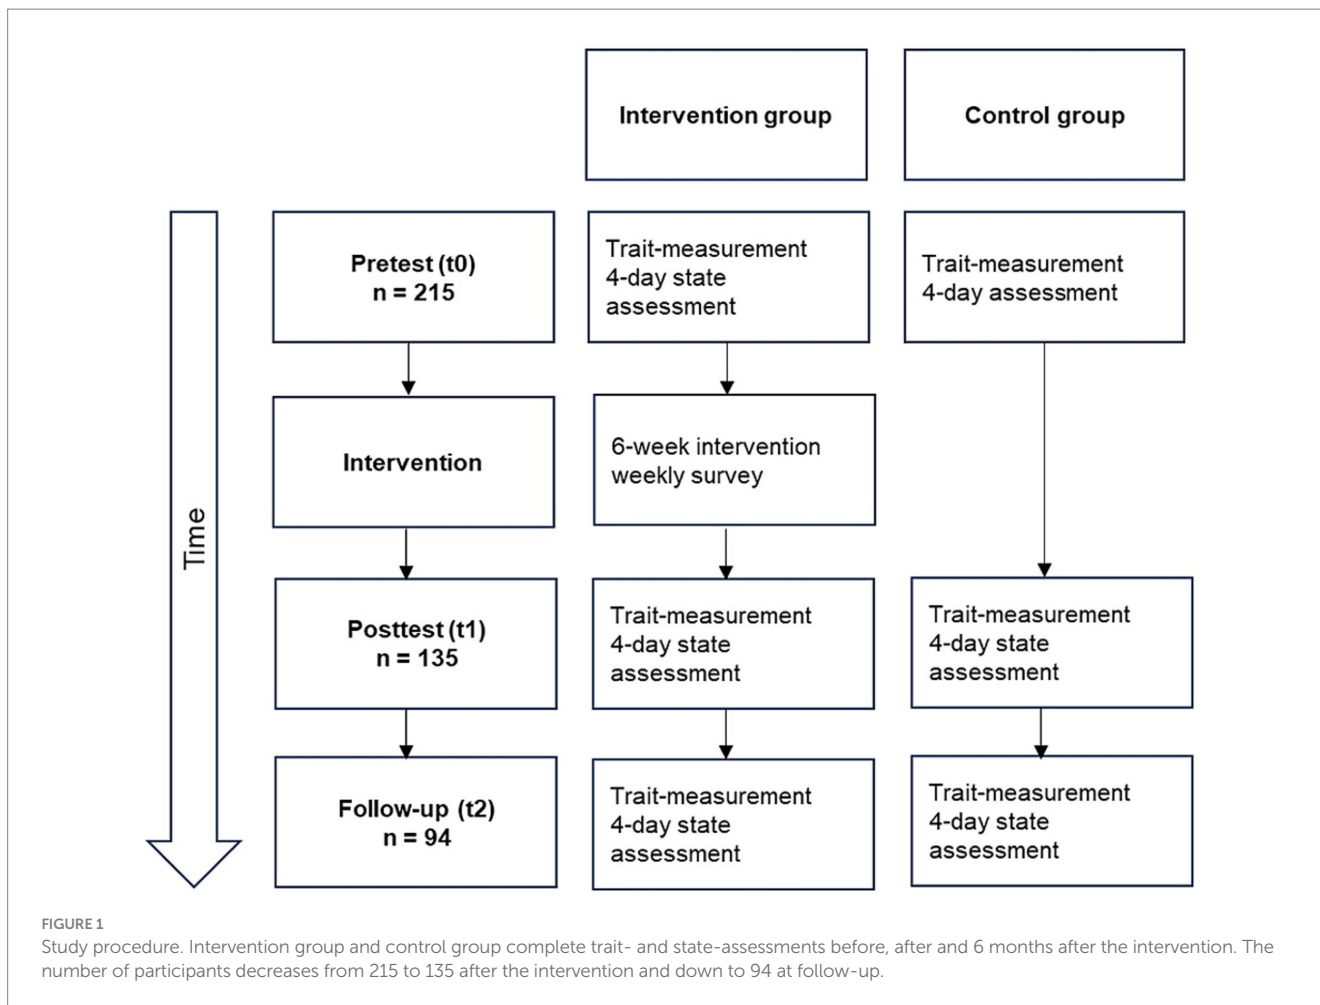 Intervention group
Control group
Pretest (t0)
n = 215
Trait-measurement
4-day state
assessment
Trait-measurement
4-day assessment
Intervention
6-week intervention
weekly survey
Time
Posttest (t1)
n = 135
Trait-measurement
4-day state
assessment
Trait-measurement
4-day state
assessment
Follow-up (t2)
n = 94
Trait-measurement
4-day state
assessment
Trait-measurement
4-day state
assessment
FIGURE 1
Study procedure. Intervention group and control group complete trait- and state-assessments before, after and 6 months after the intervention. The
number of participants decreases from 215 to 135 after the intervention and down to 94 at follow-up.